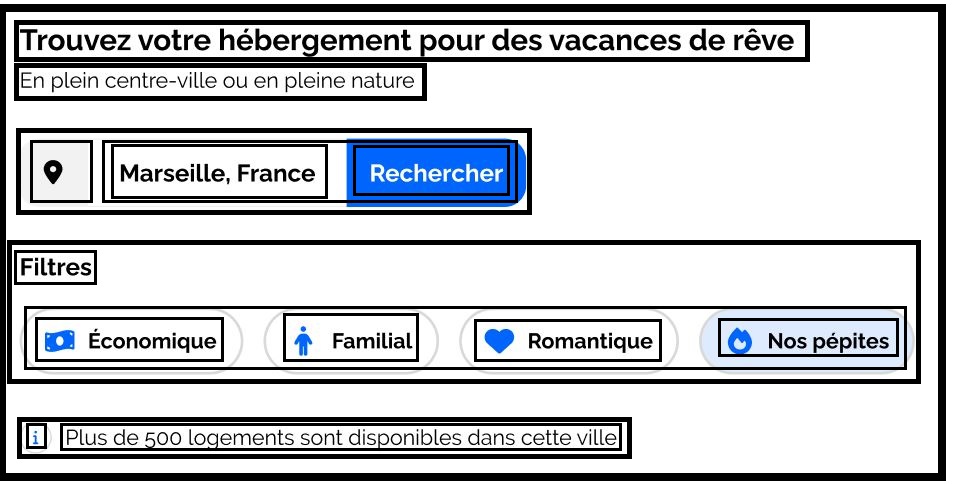 Trouvez votre hébergement pour des vacances de rêve
En plein centre-ville ou en pleine nature
Marseille, France Rechercher
Filtres
Économique Familial Romantique Nos pépites
i Plus de 500 logements sont disponibles dans cette ville